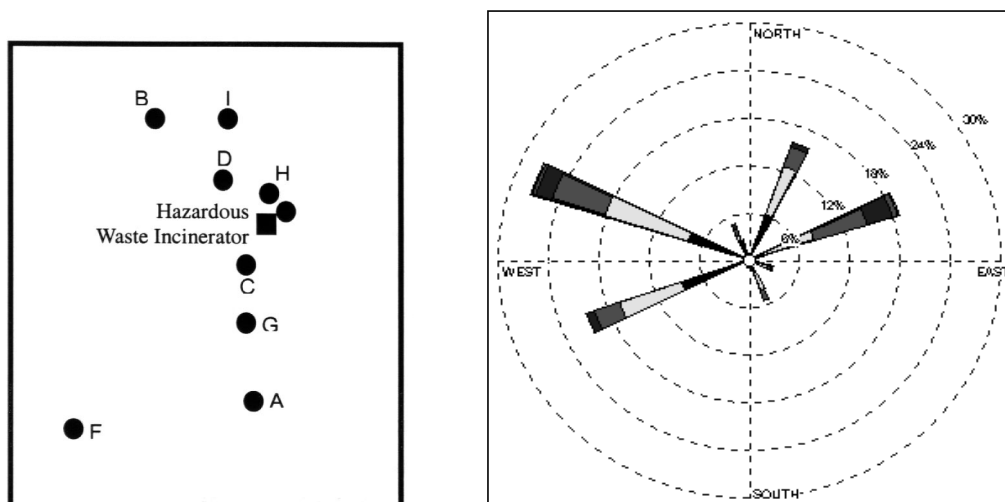 B
I
D
H
Hazardous
Waste Incinerator
C
G
A
F
NORTH
30%
24%
18%
12%
6%
WEST
EAST
SOUTH